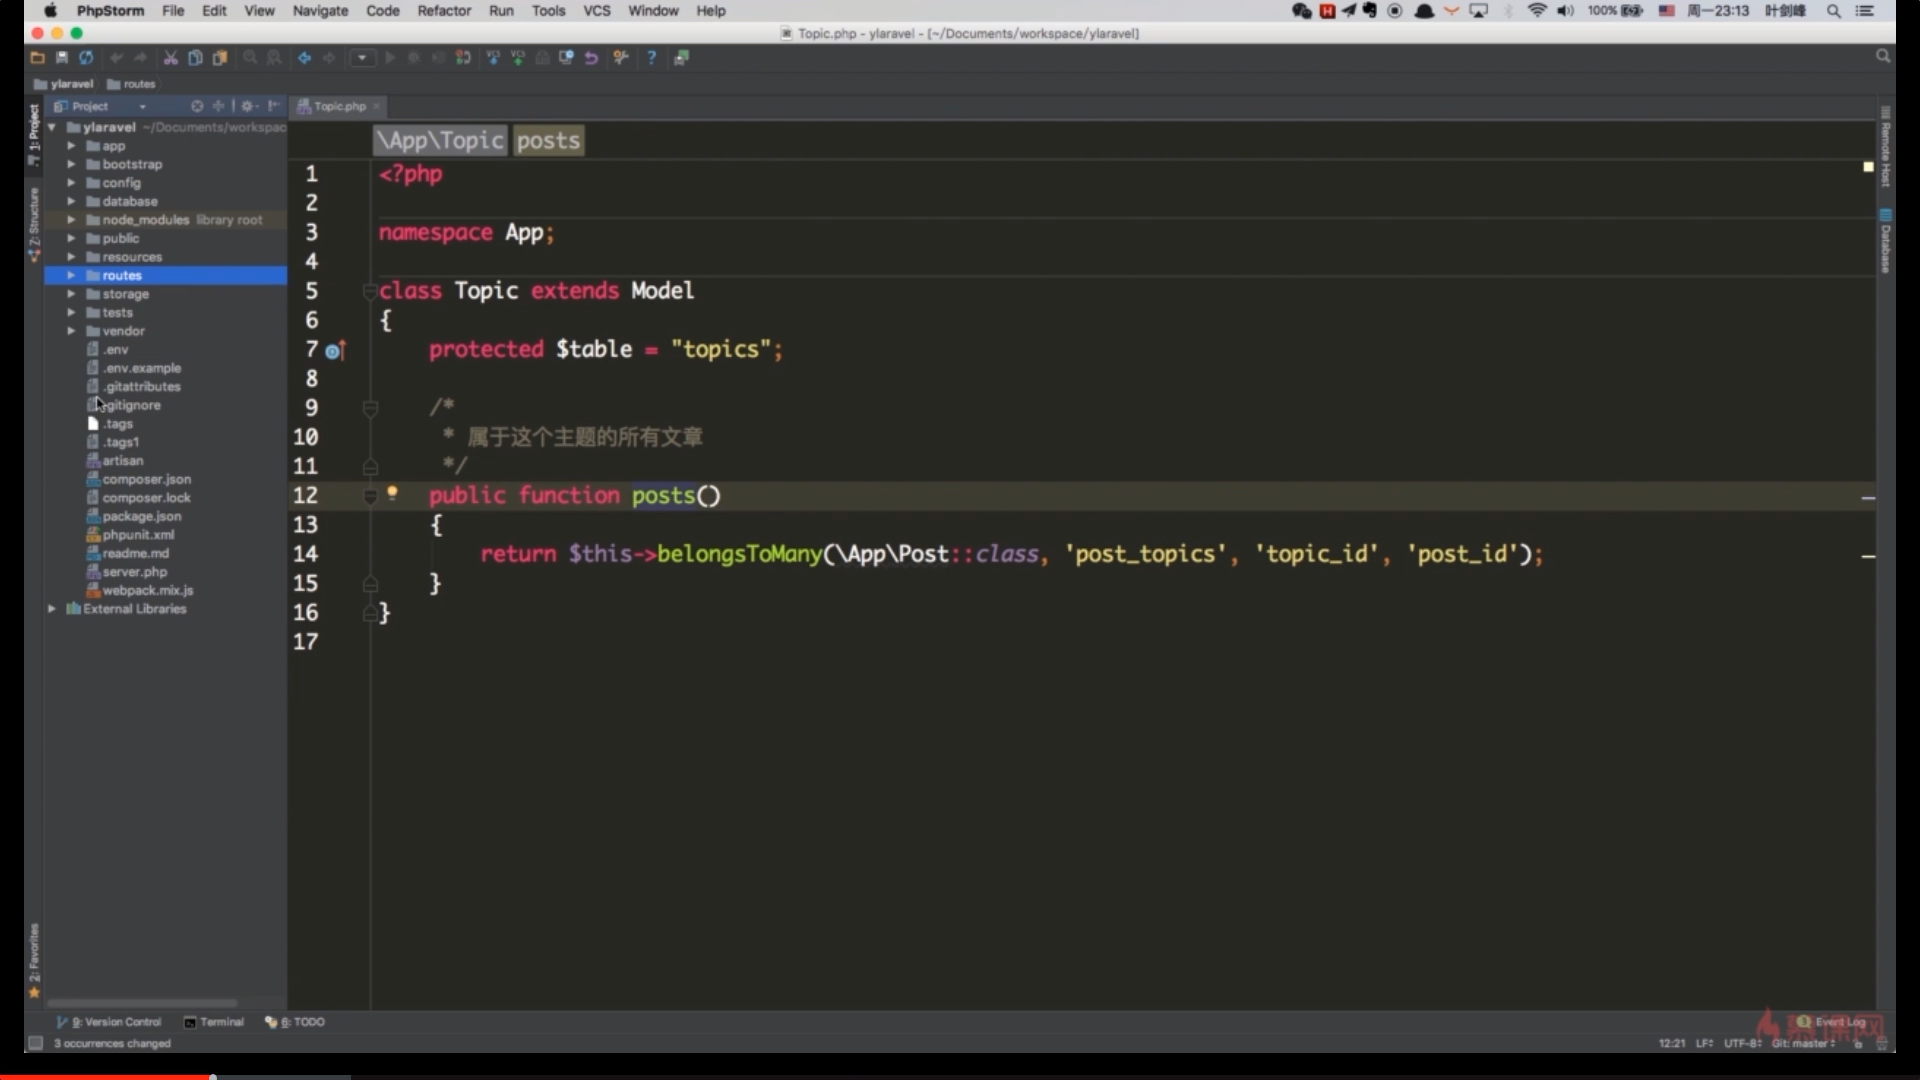 PhpStorm File Edit View Navigate Code Refactor Run Tools VCS Window Help 100% 周一23:13 叶剑峰
Topic.php - ylaravel - [~/Documents/workspace/ylaravel]
ylaravel routes
Project Topic.php
1: Project
Z: Structure
2: Favorites
ylaravel ~/Documents/workspac
app
bootstrap
config
database
node_modules library root
public
resources
routes
storage
tests
vendor
.env
.env.example
.gitattributes
.gitignore
.tags
.tags1
artisan
composer.json
composer.lock
package.json
phpunit.xml
readme.md
server.php
webpack.mix.js
External Libraries
\App\Topic posts
1 <?php
2
3 namespace App;
4
5 class Topic extends Model
6 {
7 protected $table = "topics";
8
9 /*
10 * 属于这个主题的所有文章
11 */
12 public function posts()
13 {
14 return $this->belongsToMany(\App\Post::class, 'post_topics', 'topic_id', 'post_id');
15 }
16 }
17
Remote Host
Database
9: Version Control Terminal 6: TODO Event Log
慕课网
3 occurrences changed 12:21 LF÷ UTF-8÷ Git: master÷